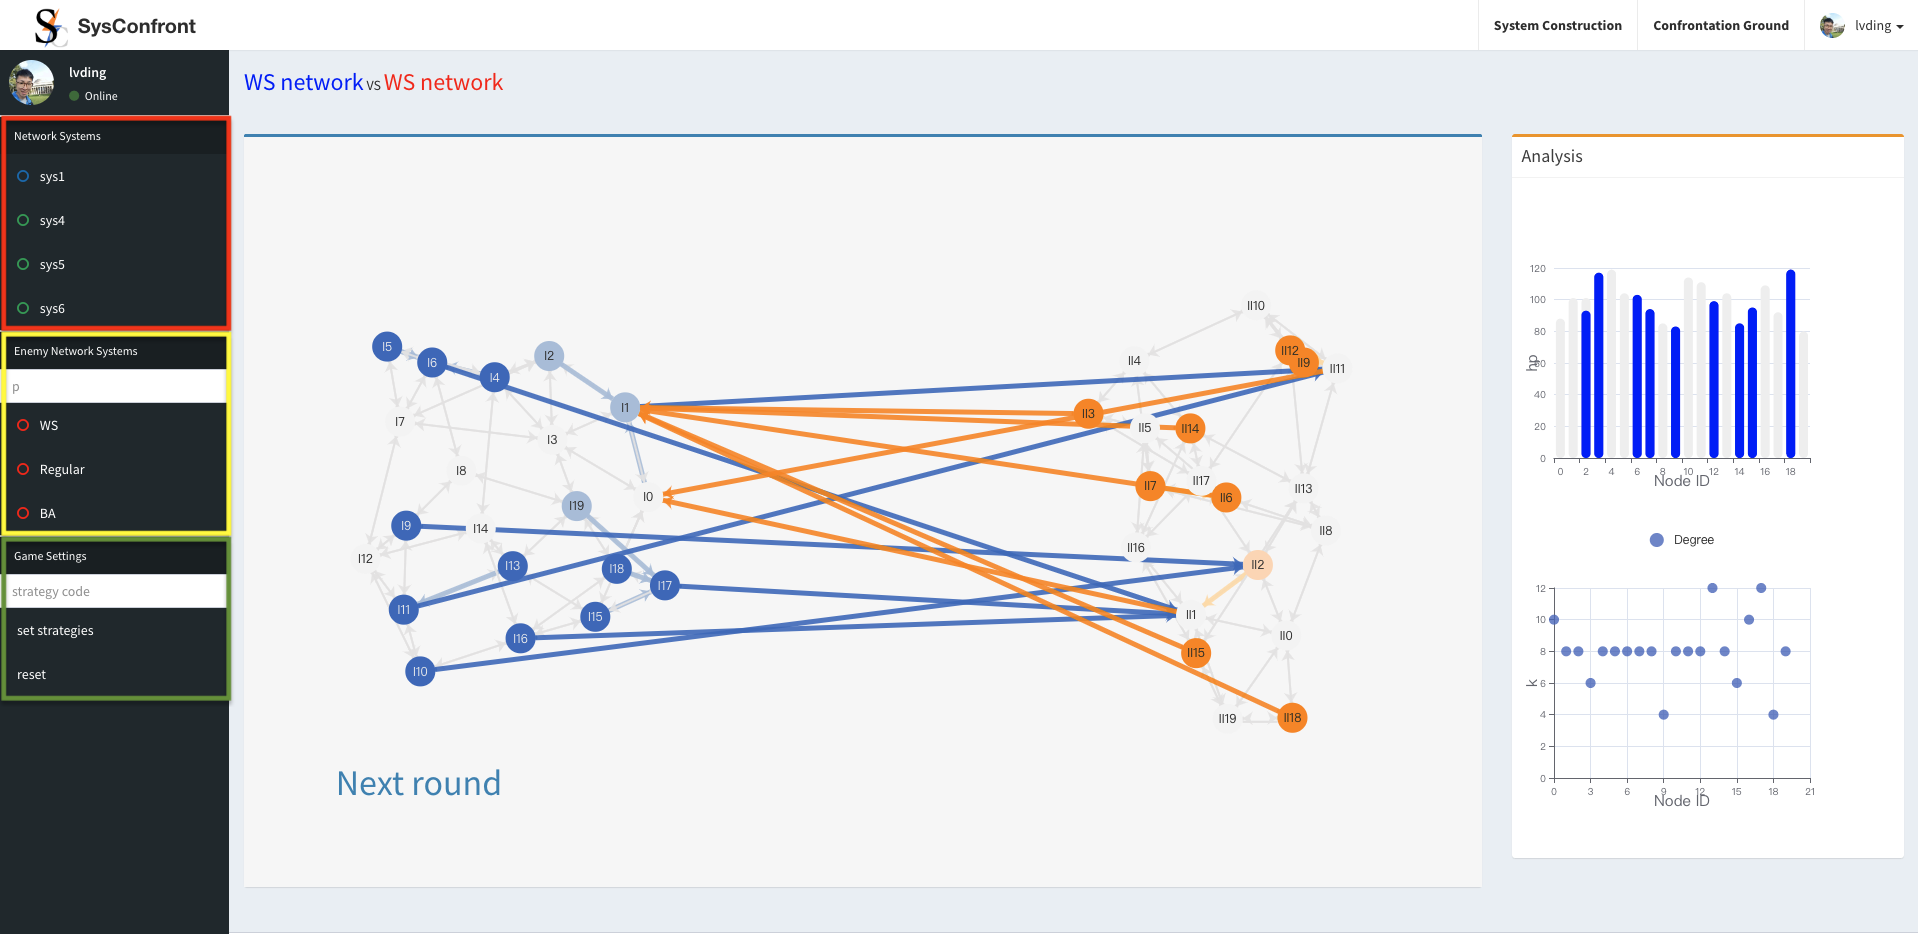 SysConfront
System Construction
Confrontation Ground
lvding
lvding
Online
Network Systems
sys1
sys4
sys5
sys6
Enemy Network Systems
p
WS
Regular
BA
Game Settings
strategy code
set strategies
reset
WS network vs WS network
I5
I6
I4
I2
I1
I7
I3
I8
I0
I19
I9
I14
I12
I13
I18
I17
I11
I15
I16
I10
II10
II12
II9
II11
II4
II3
II5
II14
II7
II17
II6
II13
II8
II16
II2
II1
II0
II15
II19
II18
Next round
Analysis
120
100
80
60
40
20
0
hp
0 2 4 6 8 10 12 14 16 18
Node ID
Degree
12
10
8
6
4
2
0
k
0 3 6 9 12 15 18 21
Node ID